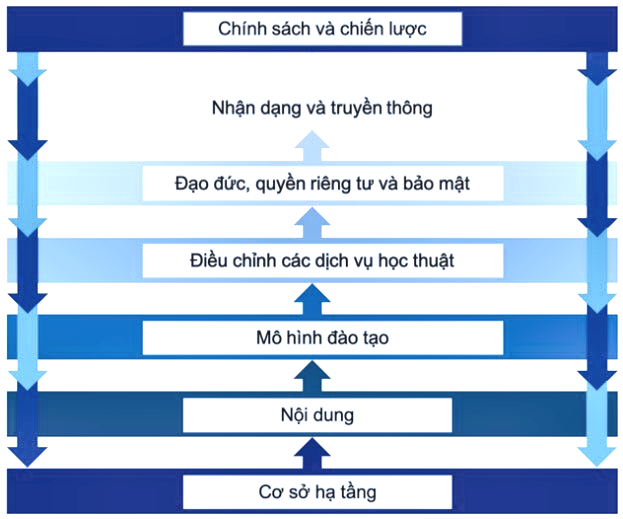 Chính sách và chiến lược
Nhận dạng và truyền thông
Đạo đức, quyền riêng tư và bảo mật
Điều chỉnh các dịch vụ học thuật
Mô hình đào tạo
Nội dung
Cơ sở hạ tầng